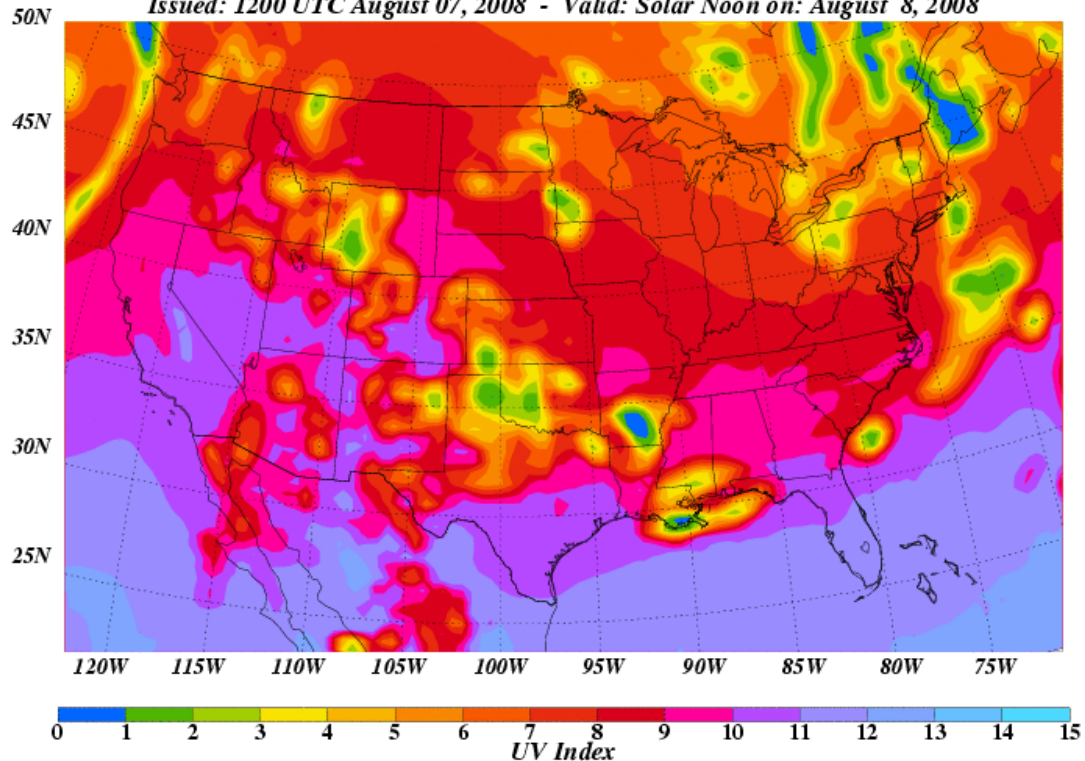 Issued: 1200 UTC August 07, 2008 - Valid: Solar Noon on: August 8, 2008
50N
45N
40N
35N
30N
25N
120W 115W 110W 105W 100W 95W 90W 85W 80W 75W
0 1 2 3 4 5 6 7 8 9 10 11 12 13 14 15
UV Index